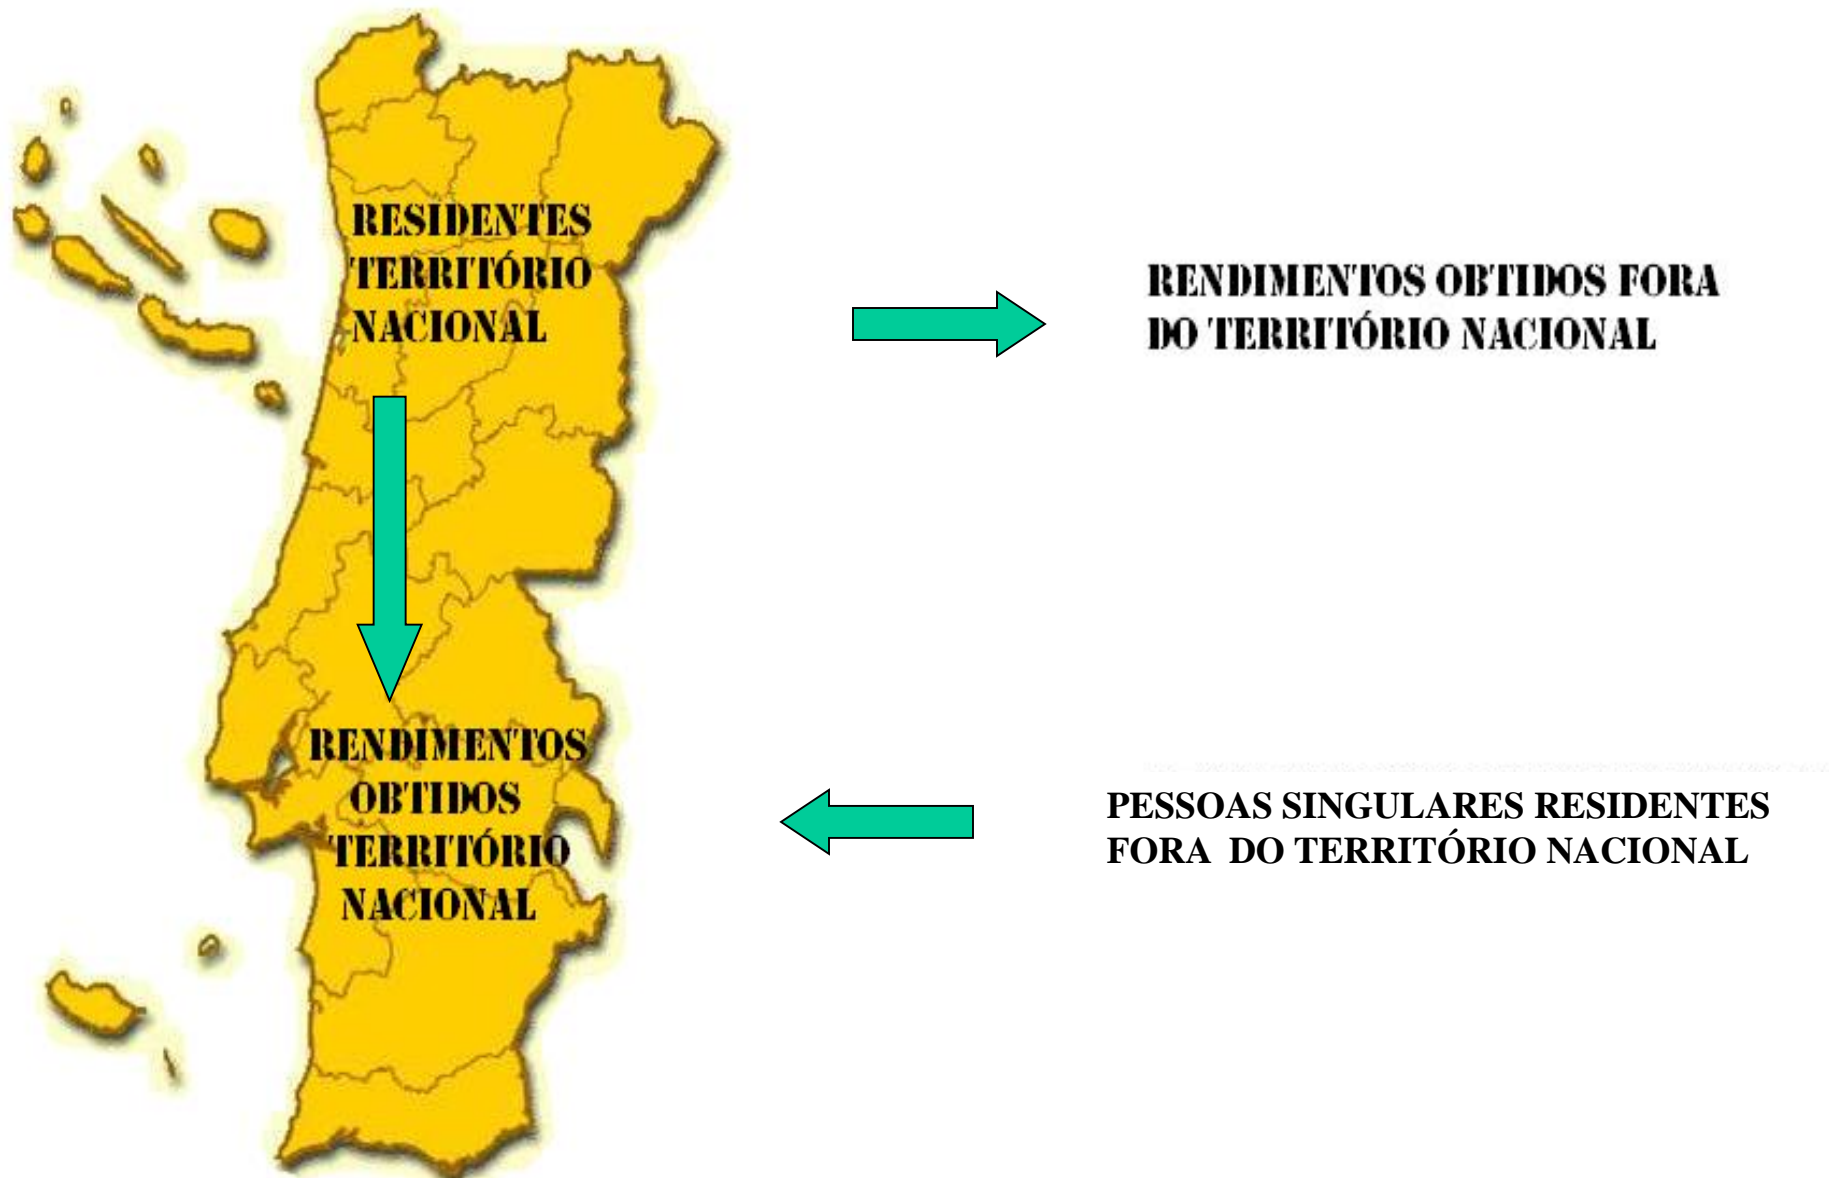 RESIDENTES
TERRITÓRIO
NACIONAL
RENDIMENTOS OBTIDOS FORA
DO TERRITÓRIO NACIONAL
RENDIMENTOS
OBTIDOS
TERRITÓRIO
NACIONAL
PESSOAS SINGULARES RESIDENTES
FORA DO TERRITÓRIO NACIONAL